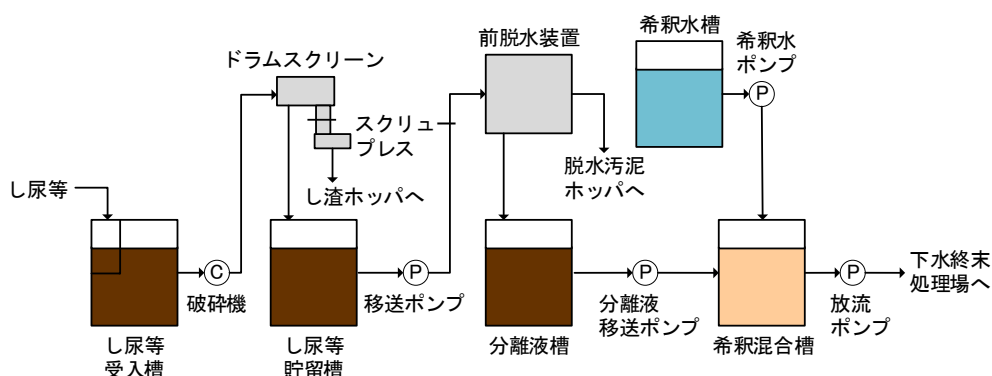 希釈水槽
前脱水装置
希釈水
ポンプ
ドラムスクリーン
P
スクリュー
プレス
脱水汚泥
ホッパへ
し渣ホッパへ
し尿等
C
P
P
P
下水終末
処理場へ
破砕機
移送ポンプ
分離液
移送ポンプ
放流
ポンプ
し尿等
受入槽
し尿等
貯留槽
分離液槽
希釈混合槽